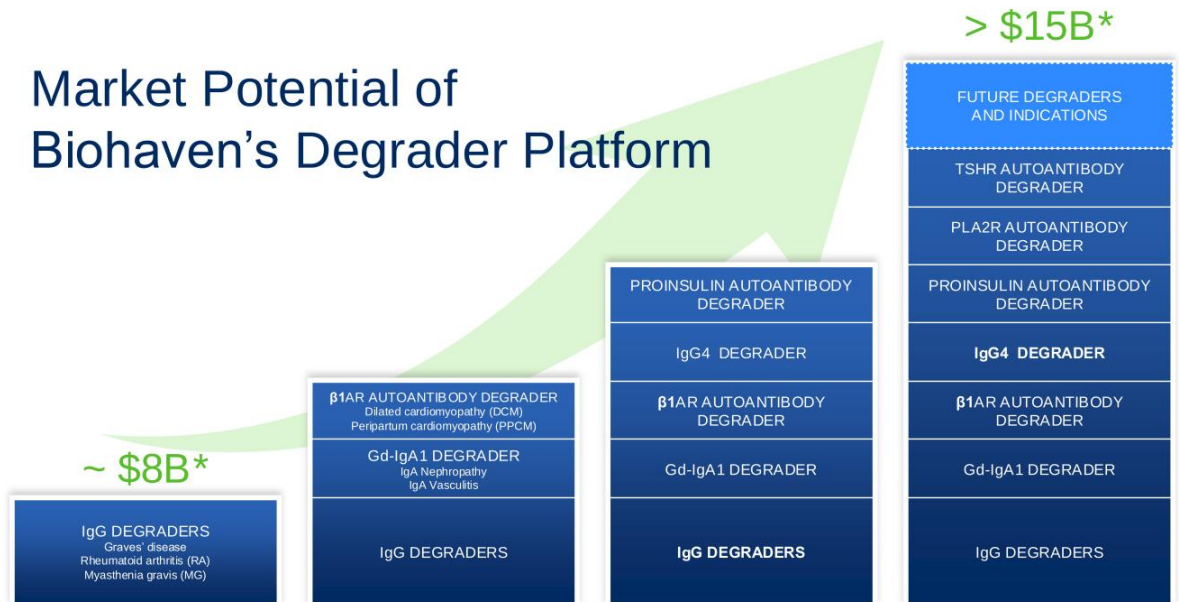 Market Potential of
Biohaven’s Degrader Platform
~ $8B*
IgG DEGRADERS
Graves’ disease
Rheumatoid arthritis (RA)
Myasthenia gravis (MG)
β1AR AUTOANTIBODY DEGRADER
Dilated cardiomyopathy (DCM)
Peripartum cardiomyopathy (PPCM)
Gd-IgA1 DEGRADER
IgA Nephropathy
IgA Vasculitis
IgG DEGRADERS
PROINSULIN AUTOANTIBODY
DEGRADER
IgG4 DEGRADER
β1AR AUTOANTIBODY
DEGRADER
Gd-IgA1 DEGRADER
IgG DEGRADERS
> $15B*
FUTURE DEGRADERS
AND INDICATIONS
TSHR AUTOANTIBODY
DEGRADER
PLA2R AUTOANTIBODY
DEGRADER
PROINSULIN AUTOANTIBODY
DEGRADER
IgG4 DEGRADER
β1AR AUTOANTIBODY
DEGRADER
Gd-IgA1 DEGRADER
IgG DEGRADERS